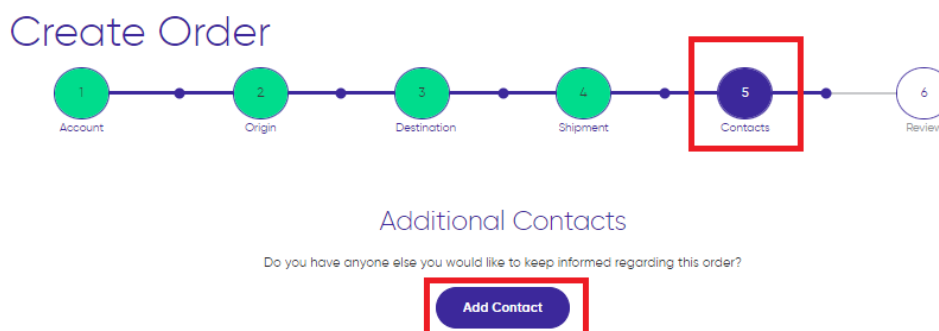 Create Order
1 2 3 4 5 6
Account Origin Destination Shipment Contacts Review
Additional Contacts
Do you have anyone else you would like to keep informed regarding this order?
Add Contact